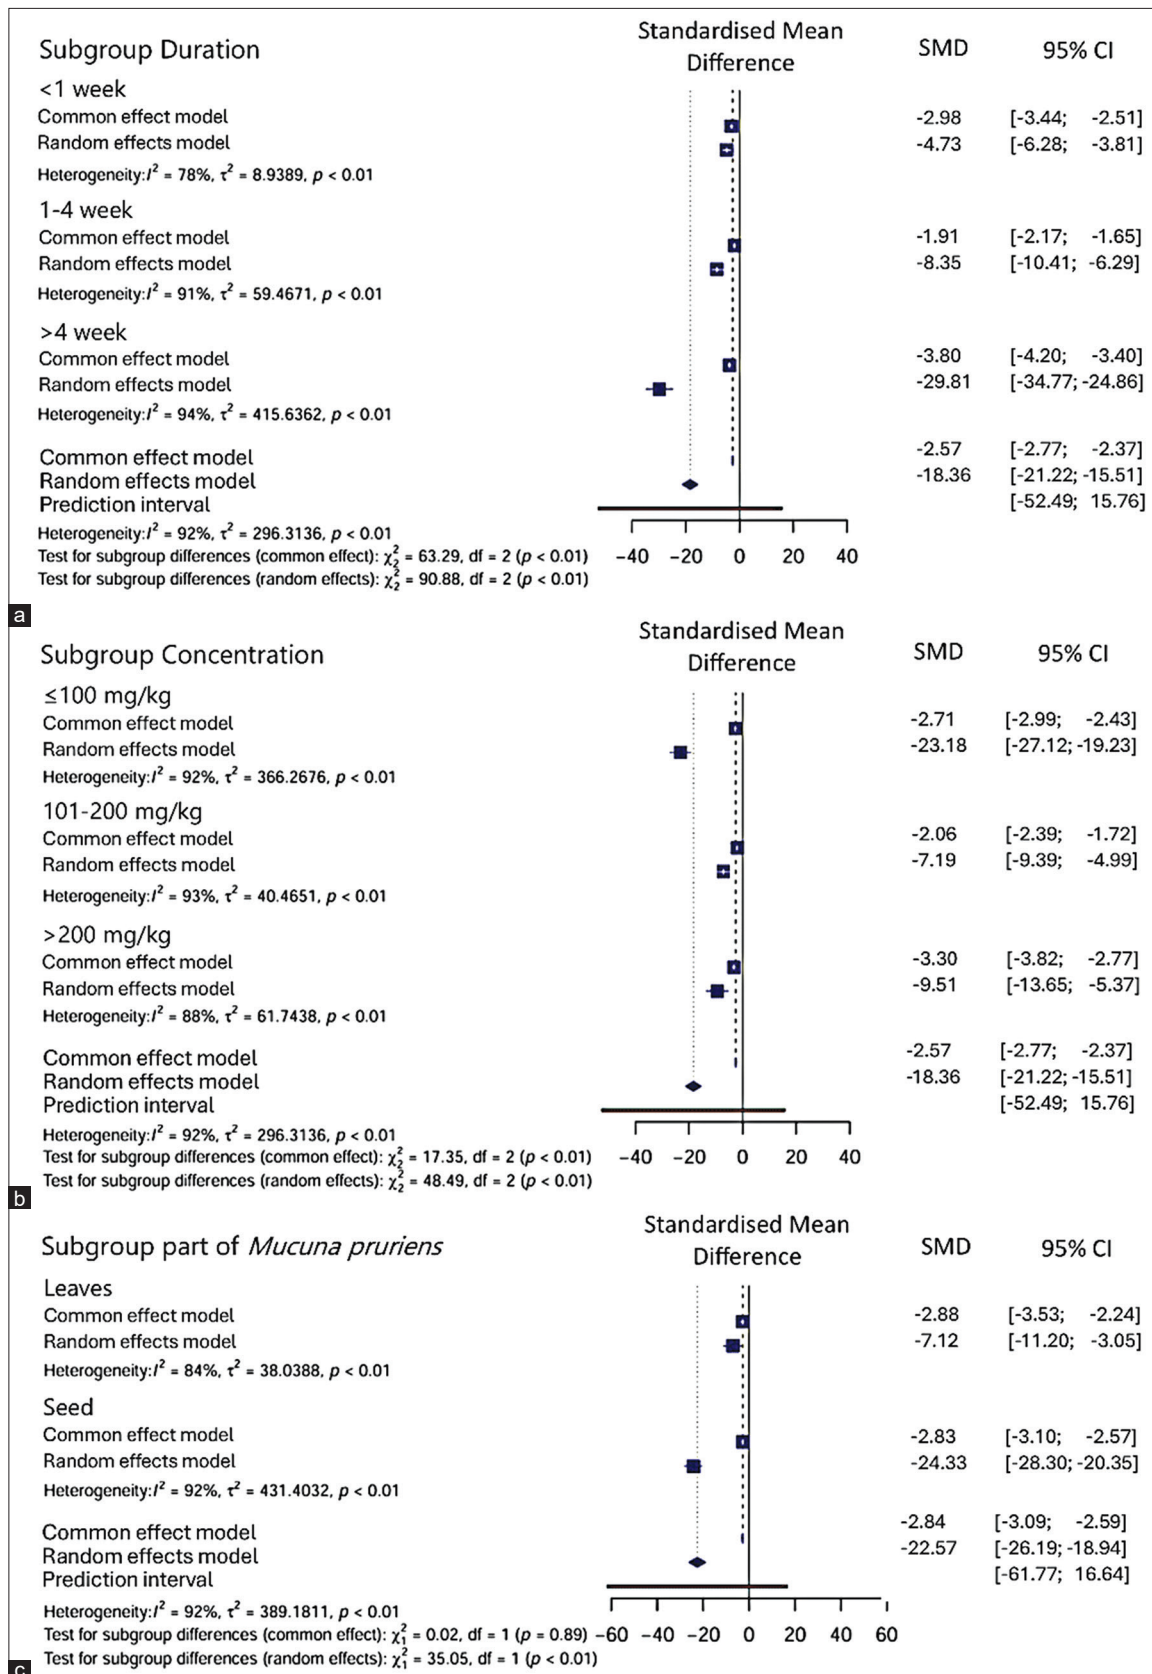 Subgroup Duration
Standardised Mean
Difference
SMD 95% CI
<1 week
Common effect model -2.98 [-3.44; -2.51]
Random effects model -4.73 [-6.28; -3.81]
Heterogeneity: I² = 78%, τ² = 8.9389, p < 0.01
1-4 week
Common effect model -1.91 [-2.17; -1.65]
Random effects model -8.35 [-10.41; -6.29]
Heterogeneity: I² = 91%, τ² = 59.4671, p < 0.01
>4 week
Common effect model -3.80 [-4.20; -3.40]
Random effects model -29.81 [-34.77; -24.86]
Heterogeneity: I² = 94%, τ² = 415.6362, p < 0.01
Common effect model -2.57 [-2.77; -2.37]
Random effects model -18.36 [-21.22; -15.51]
Prediction interval [-52.49; 15.76]
Heterogeneity: I² = 92%, τ² = 296.3136, p < 0.01
Test for subgroup differences (common effect): χ²₂ = 63.29, df = 2 (p < 0.01)
-40 -20 0 20 40
Test for subgroup differences (random effects): χ²₂ = 90.88, df = 2 (p < 0.01)
a
Subgroup Concentration
Standardised Mean
Difference
SMD 95% CI
≤100 mg/kg
Common effect model -2.71 [-2.99; -2.43]
Random effects model -23.18 [-27.12; -19.23]
Heterogeneity: I² = 92%, τ² = 366.2676, p < 0.01
101-200 mg/kg
Common effect model -2.06 [-2.39; -1.72]
Random effects model -7.19 [-9.39; -4.99]
Heterogeneity: I² = 93%, τ² = 40.4651, p < 0.01
>200 mg/kg
Common effect model -3.30 [-3.82; -2.77]
Random effects model -9.51 [-13.65; -5.37]
Heterogeneity: I² = 88%, τ² = 61.7438, p < 0.01
Common effect model -2.57 [-2.77; -2.37]
Random effects model -18.36 [-21.22; -15.51]
Prediction interval [-52.49; 15.76]
Heterogeneity: I² = 92%, τ² = 296.3136, p < 0.01
Test for subgroup differences (common effect): χ²₂ = 17.35, df = 2 (p < 0.01)
-40 -20 0 20 40
Test for subgroup differences (random effects): χ²₂ = 48.49, df = 2 (p < 0.01)
b
Subgroup part of Mucuna pruriens
Standardised Mean
Difference
SMD 95% CI
Leaves
Common effect model -2.88 [-3.53; -2.24]
Random effects model -7.12 [-11.20; -3.05]
Heterogeneity: I² = 84%, τ² = 38.0388, p < 0.01
Seed
Common effect model -2.83 [-3.10; -2.57]
Random effects model -24.33 [-28.30; -20.35]
Heterogeneity: I² = 92%, τ² = 431.4032, p < 0.01
Common effect model -2.84 [-3.09; -2.59]
Random effects model -22.57 [-26.19; -18.94]
Prediction interval [-61.77; 16.64]
Heterogeneity: I² = 92%, τ² = 389.1811, p < 0.01
Test for subgroup differences (common effect): χ²₁ = 0.02, df = 1 (p = 0.89)
-60 -40 -20 0 20 40 60
Test for subgroup differences (random effects): χ²₁ = 35.05, df = 1 (p < 0.01)
c